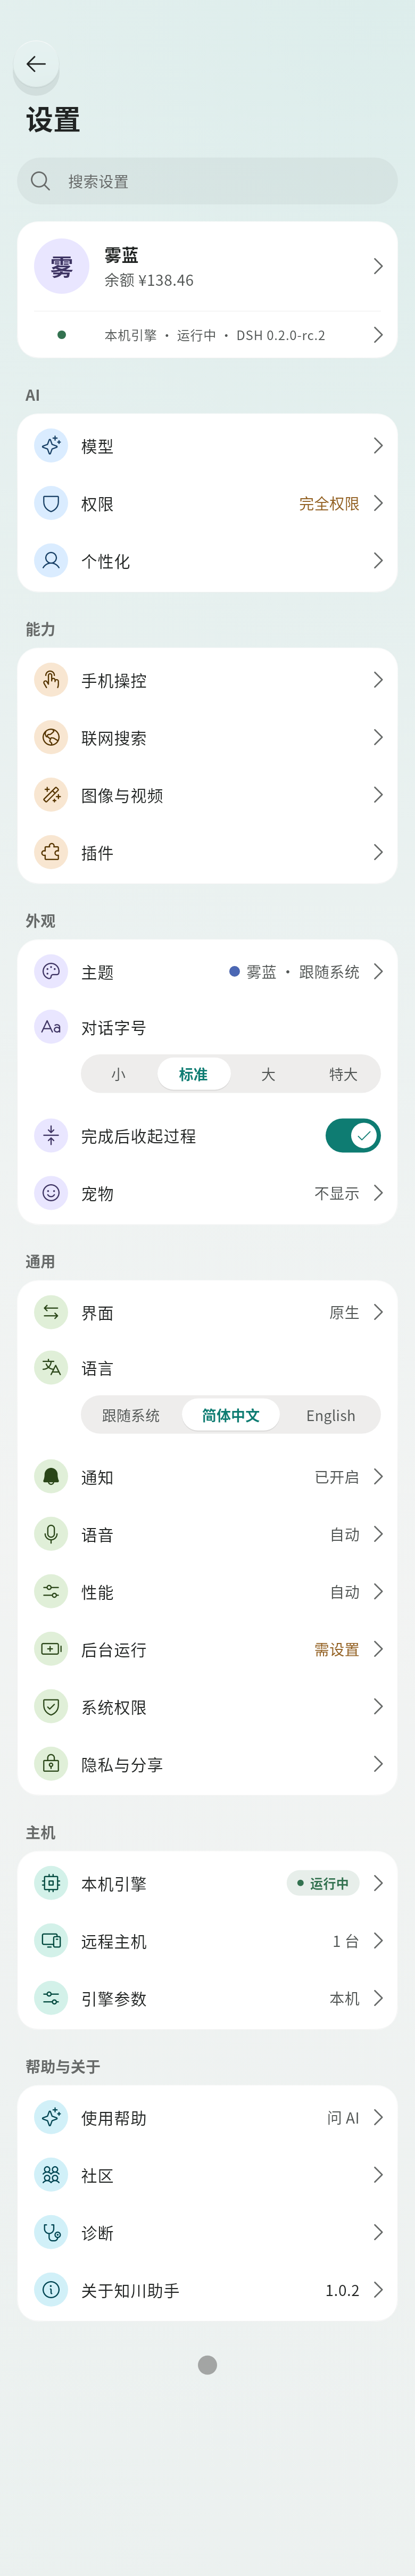 设置
搜索设置
雾
雾蓝
余额 ¥138.46
本机引擎 · 运行中 · DSH 0.2.0-rc.2
AI
模型
权限 完全权限
个性化
能力
手机操控
联网搜索
图像与视频
插件
外观
主题 雾蓝 · 跟随系统
Aa 对话字号
小 标准 大 特大
完成后收起过程
宠物 不显示
通用
界面 原生
语言
跟随系统 简体中文 English
通知 已开启
语音 自动
性能 自动
后台运行 需设置
系统权限
隐私与分享
主机
本机引擎 运行中
远程主机 1 台
引擎参数 本机
帮助与关于
使用帮助 问 AI
社区
诊断
关于知川助手 1.0.2